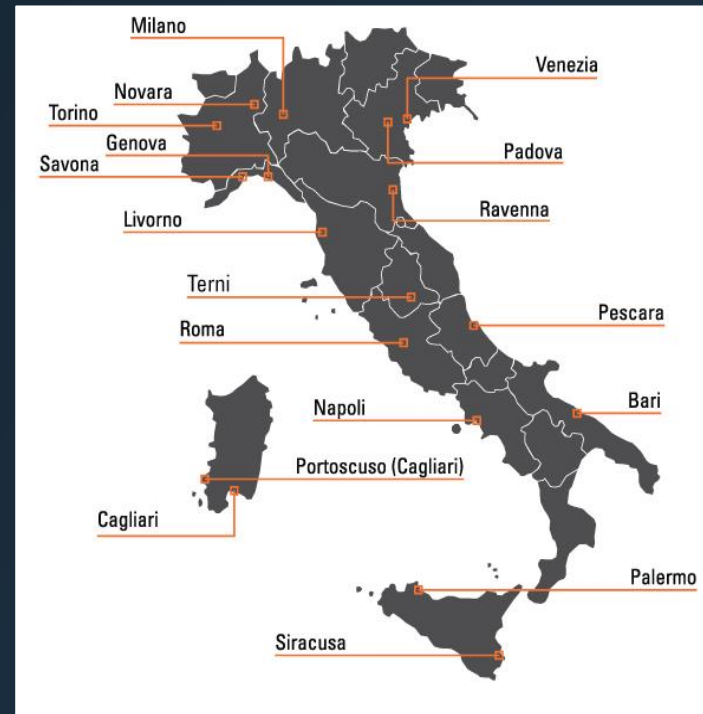 Milano
Venezia
Novara
Torino
Genova
Padova
Savona
Ravenna
Livorno
Terni
Pescara
Roma
Napoli
Bari
Portoscuso (Cagliari)
Cagliari
Palermo
Siracusa